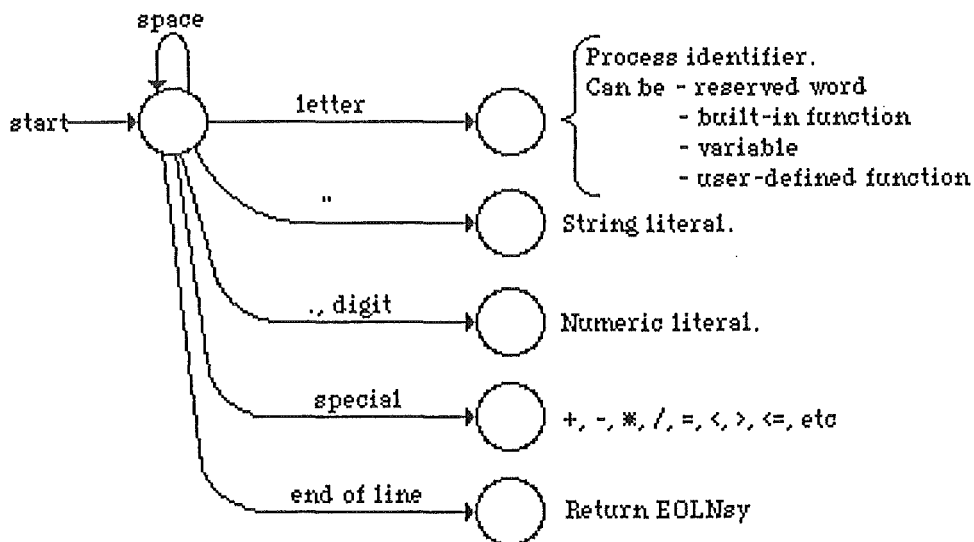 space
start
letter
Process identifier.
Can be - reserved word
- built-in function
- variable
- user-defined function
"
String literal.
., digit
Numeric literal.
special
+, -, *, /, =, <, >, <=, etc
end of line
Return EOLNsy